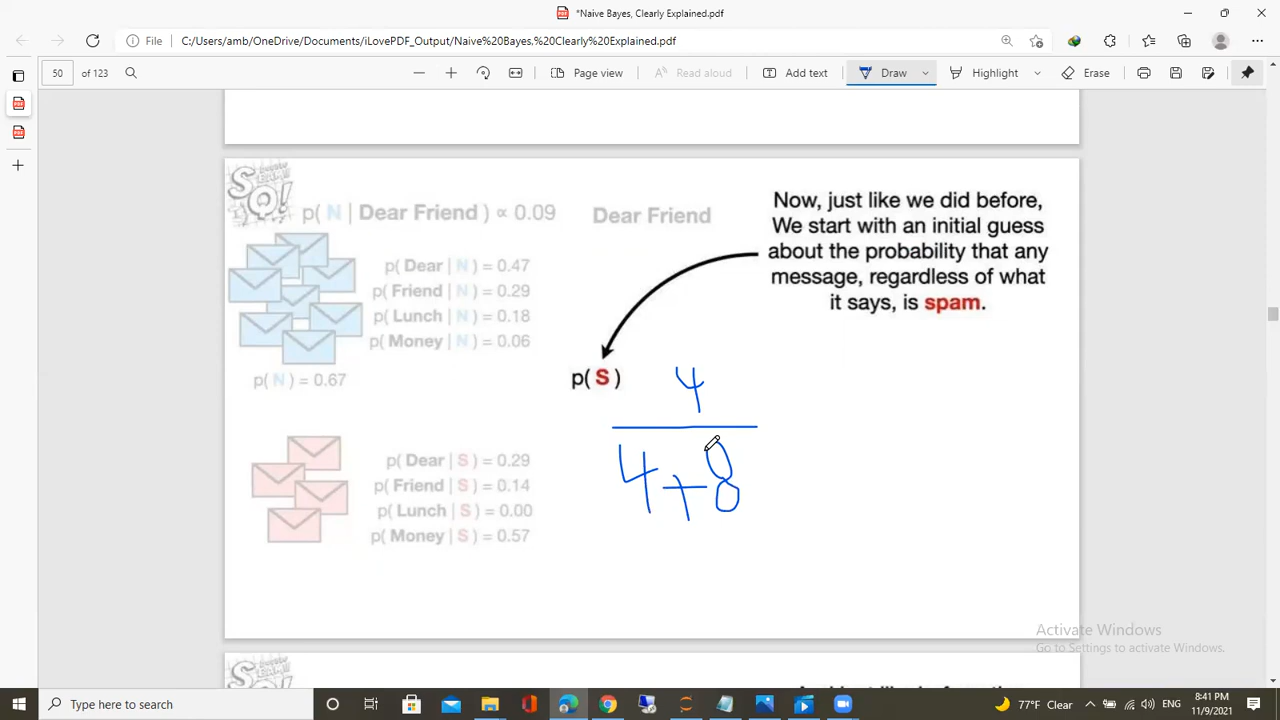 *Naive Bayes, Clearly Explained.pdf
File C:/Users/amb/OneDrive/Documents/iLovePDF_Output/Naive%20Bayes,%20Clearly%20Explained.pdf
50 of 123 Page view Read aloud Add text Draw Highlight Erase
p( N | Dear Friend ) ∝ 0.09
Dear Friend
p( Dear | N ) = 0.47
p( Friend | N ) = 0.29
p( Lunch | N ) = 0.18
p( Money | N ) = 0.06
p( N ) = 0.67
Now, just like we did before,
We start with an initial guess
about the probability that any
message, regardless of what
it says, is spam.
p( S )
4
4+8
p( Dear | S ) = 0.29
p( Friend | S ) = 0.14
p( Lunch | S ) = 0.00
p( Money | S ) = 0.57
Activate Windows
Go to Settings to activate Windows.
Type here to search
77°F Clear
8:41 PM
11/9/2021